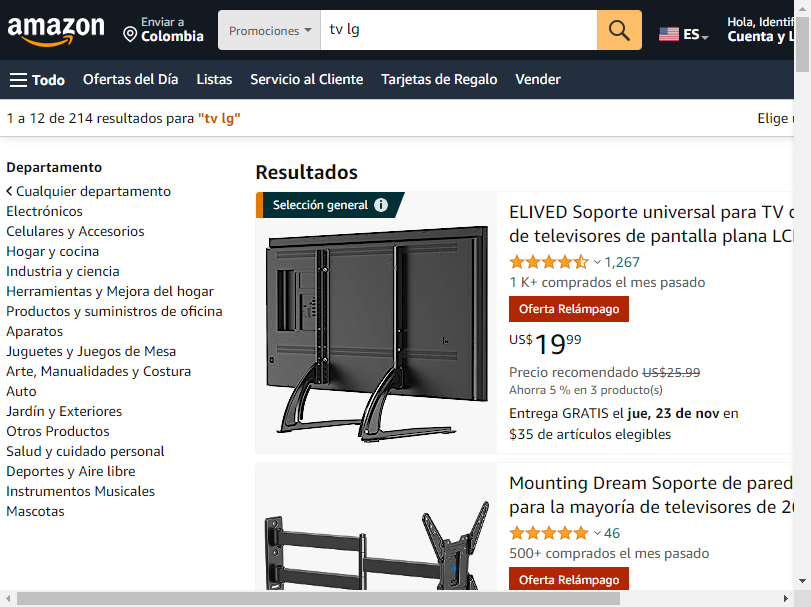 amazon
Enviar a
Colombia
Promociones
tv lg
ES
Hola, Identif
Cuenta y L
Todo
Ofertas del Día
Listas
Servicio al Cliente
Tarjetas de Regalo
Vender
1 a 12 de 214 resultados para "tv lg"
Elige
Departamento
Cualquier departamento
Electrónicos
Celulares y Accesorios
Hogar y cocina
Industria y ciencia
Herramientas y Mejora del hogar
Productos y suministros de oficina
Aparatos
Juguetes y Juegos de Mesa
Arte, Manualidades y Costura
Auto
Jardín y Exteriores
Otros Productos
Salud y cuidado personal
Deportes y Aire libre
Instrumentos Musicales
Mascotas
Resultados
Selección general
ELIVED Soporte universal para TV
de televisores de pantalla plana LC
1,267
1 K+ comprados el mes pasado
Oferta Relámpago
US$19.99
Precio recomendado US$25.99
Ahorra 5 % en 3 producto(s)
Entrega GRATIS el jue, 23 de nov en
$35 de artículos elegibles
Mounting Dream Soporte de pared
para la mayoría de televisores de 2
46
500+ comprados el mes pasado
Oferta Relámpago